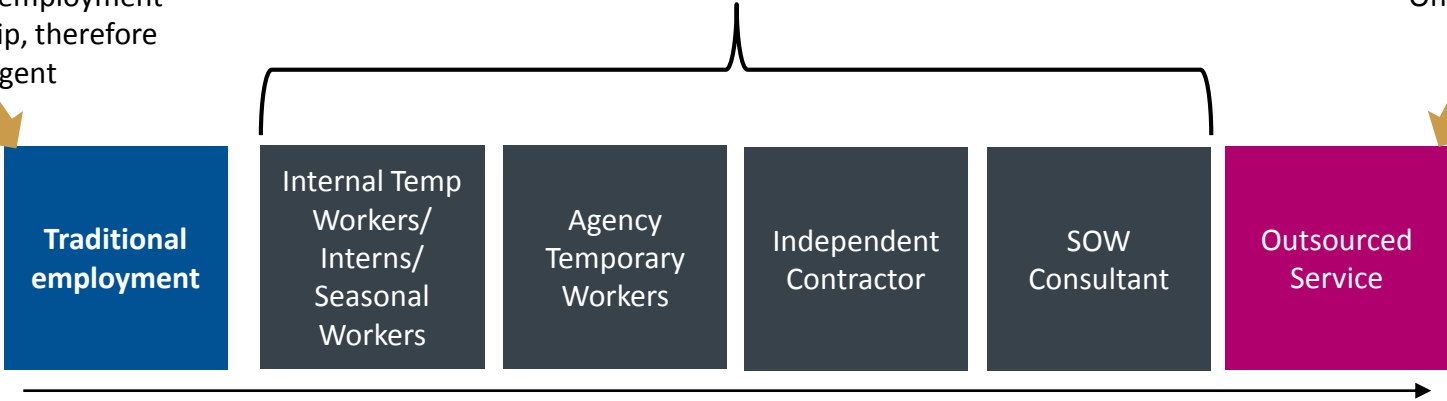 employment
ip, therefore
gent
Traditional
employment
Internal Temp
Workers/
Interns/
Seasonal
Workers
Agency
Temporary
Workers
Independent
Contractor
SOW
Consultant
Outsourced
Service